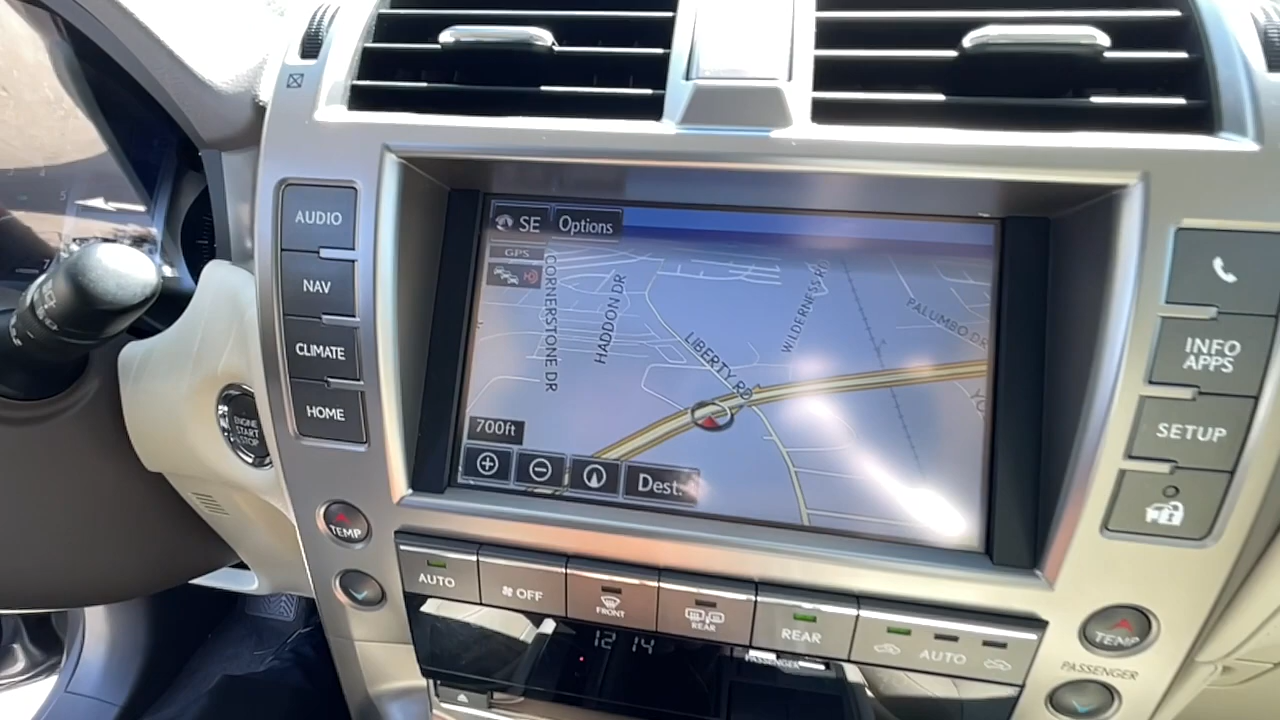 AUDIO
NAV
CLIMATE
HOME
ENGINE
START
STOP
SE
Options
GPS
CORNERSTONE DR
HADDON DR
LIBERTY RD
WILDERNESS RD
PALUMBO DR
YO
700ft
Dest.
INFO
APPS
SETUP
TEMP
AUTO
OFF
FRONT
REAR
REAR
AUTO
12 14
PASSENGER
TEMP
PASSENGER